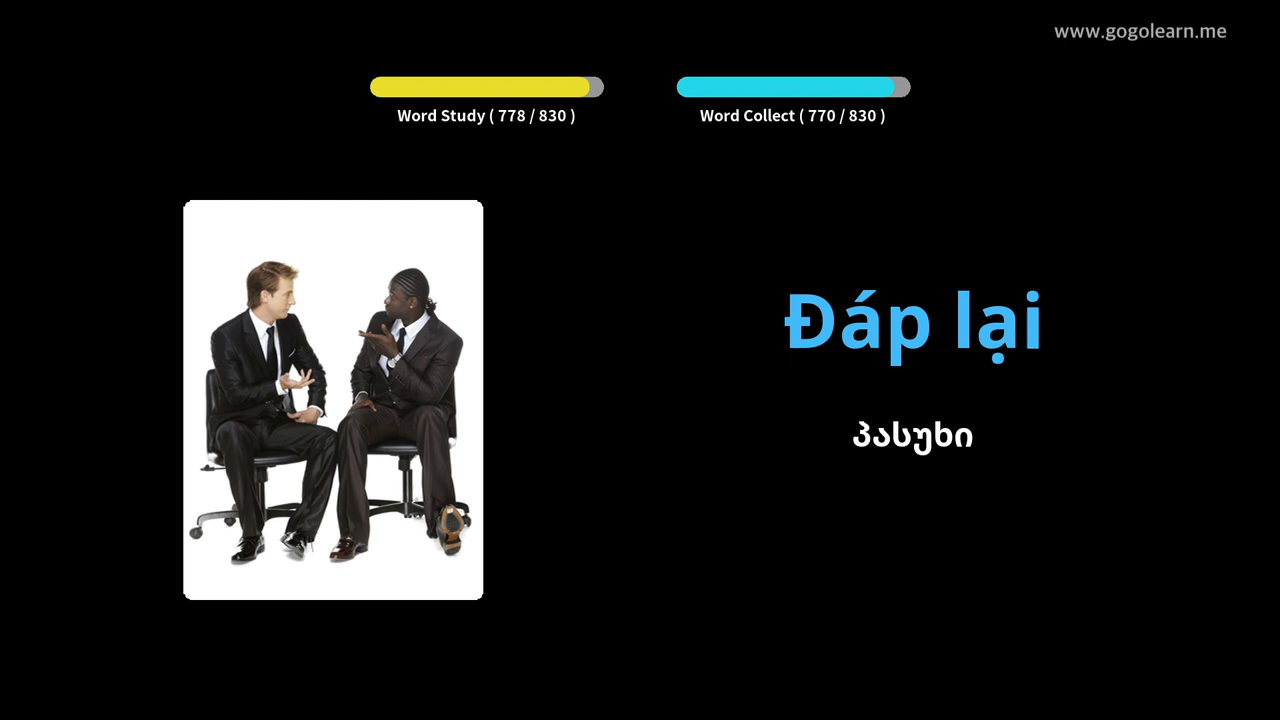 www.gogolearn.me
Word Study ( 778 / 830 )
Word Collect ( 770 / 830 )
Đáp lại
პასუხი